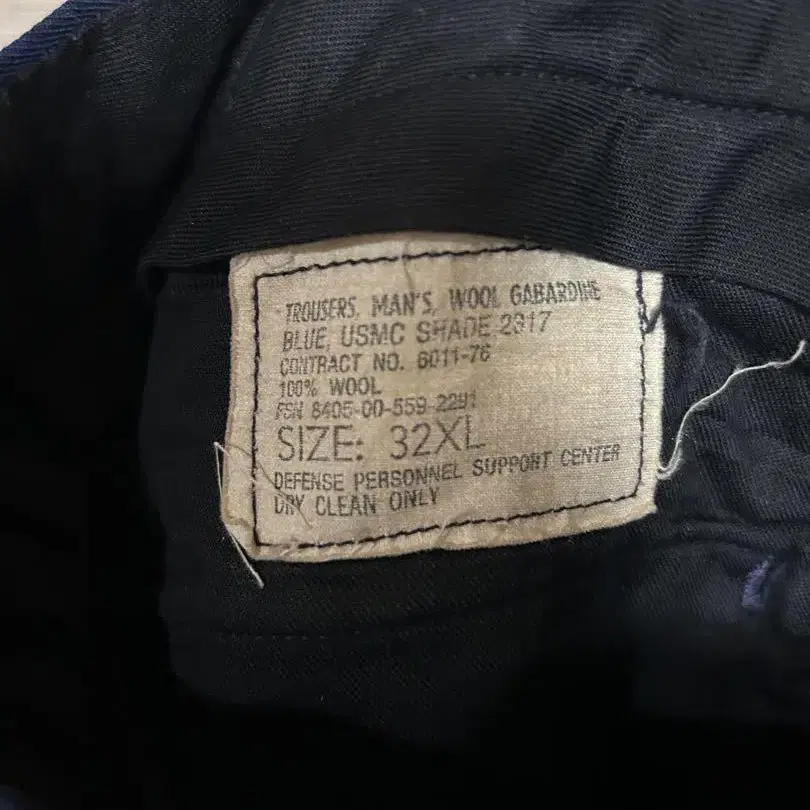 TROUSERS, MAN'S, WOOL GABARDINE
BLUE, USMC SHADE 2317
CONTRACT NO. 6011-76
100% WOOL
FSN 8405-00-559-2291
SIZE: 32XL
DEFENSE PERSONNEL SUPPORT CENTER
DRY CLEAN ONLY